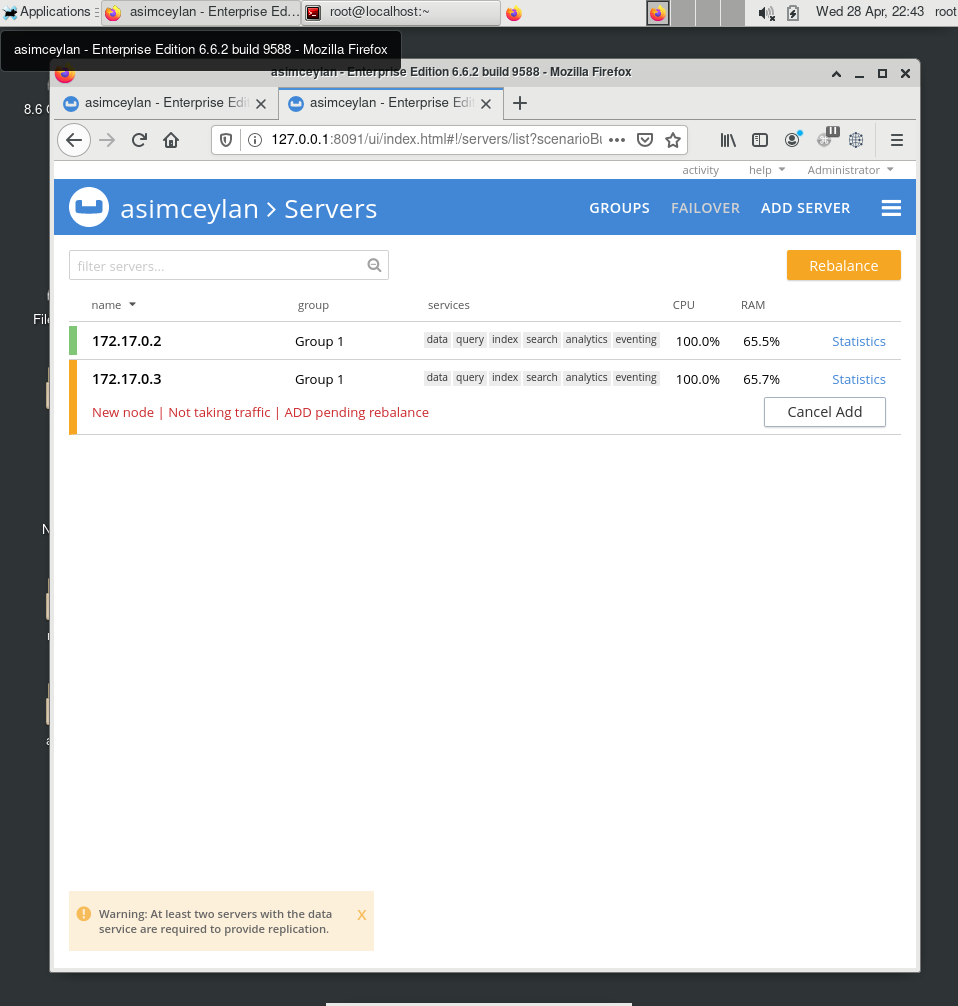 Applications
asimceylan - Enterprise Ed...
root@localhost:~
Wed 28 Apr, 22:43
root
asimceylan - Enterprise Edition 6.6.2 build 9588 - Mozilla Firefox
asimceylan - Enterprise Edition 6.6.2 build 9588 - Mozilla Firefox
8.6
asimceylan - Enterprise Edi
asimceylan - Enterprise Edi
127.0.0.1:8091/ui/index.html#!/servers/list?scenarioBu
activity help Administrator
asimceylan > Servers
GROUPS FAILOVER ADD SERVER
filter servers...
Rebalance
name group services CPU RAM
172.17.0.2 Group 1 data query index search analytics eventing 100.0% 65.5% Statistics
172.17.0.3 Group 1 data query index search analytics eventing 100.0% 65.7% Statistics
New node | Not taking traffic | ADD pending rebalance
Cancel Add
Warning: At least two servers with the data
service are required to provide replication.
X